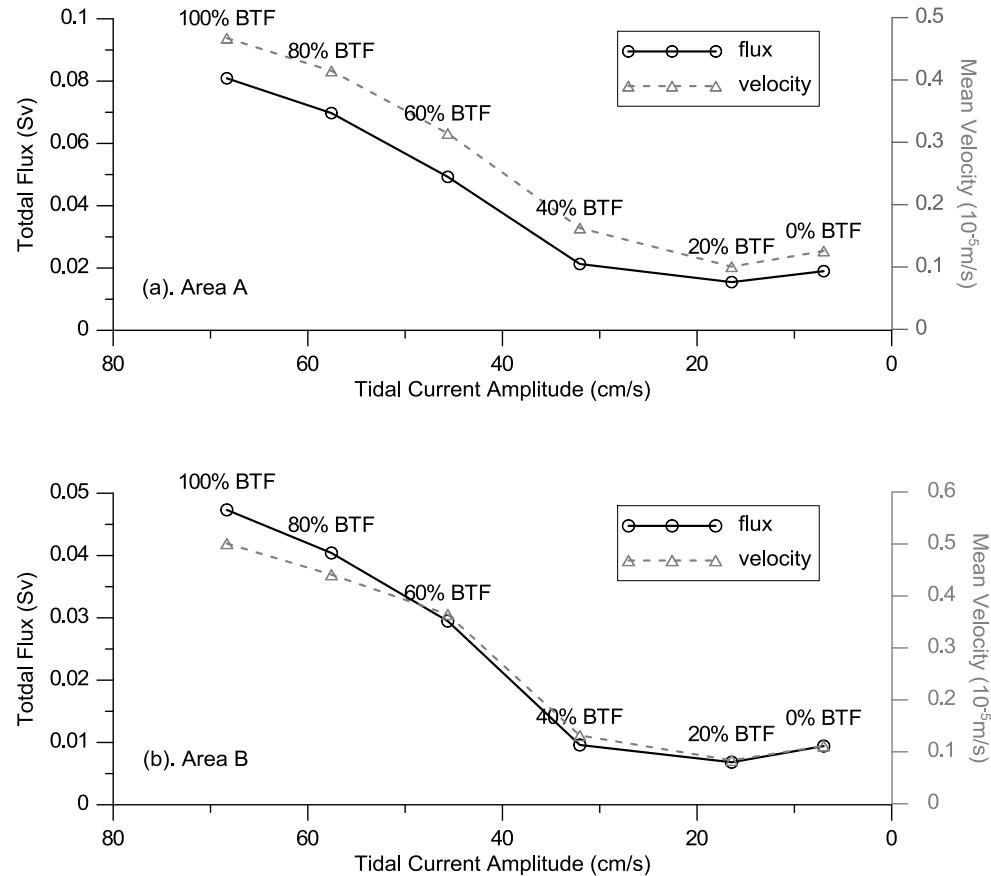 100% BTF
80% BTF
60% BTF
40% BTF
20% BTF
0% BTF
flux
velocity
0.1
0.08
0.06
0.04
0.02
0
Totdal Flux (Sv)
0.5
0.4
0.3
0.2
0.1
0
Mean Velocity (10-5m/s)
(a). Area A
80
60
40
20
0
Tidal Current Amplitude (cm/s)
100% BTF
80% BTF
60% BTF
40% BTF
20% BTF
0% BTF
flux
velocity
0.05
0.04
0.03
0.02
0.01
0
Totdal Flux (Sv)
0.6
0.5
0.4
0.3
0.2
0.1
0
Mean Velocity (10-5m/s)
(b). Area B
80
60
40
20
0
Tidal Current Amplitude (cm/s)